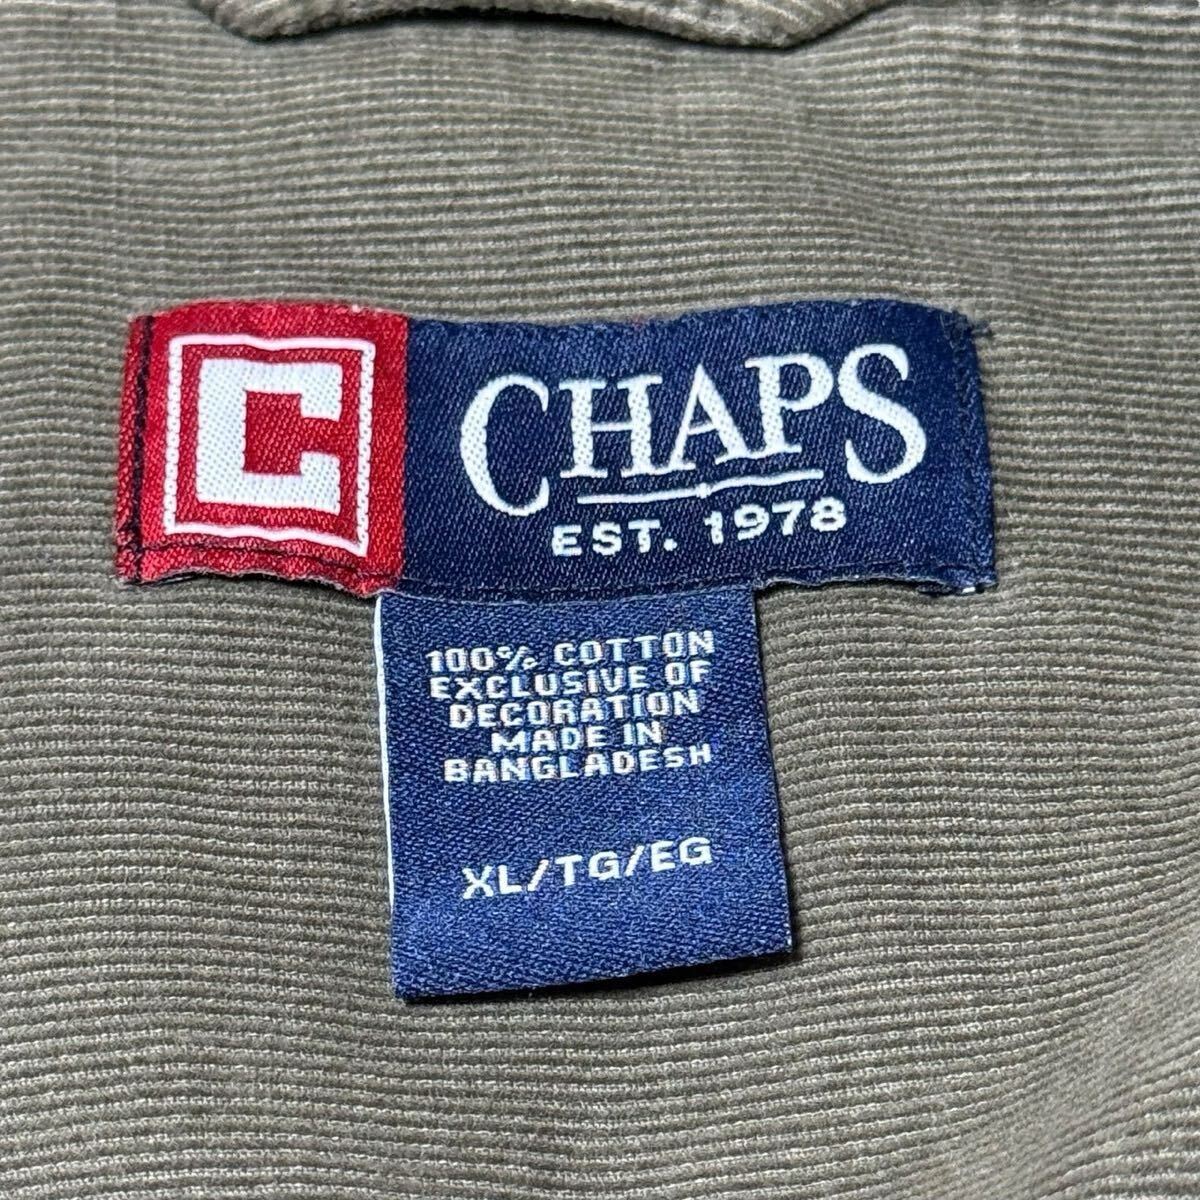 C
CHAPS
EST. 1978
100% COTTON
EXCLUSIVE OF
DECORATION
MADE IN
BANGLADESH
XL/TG/EG